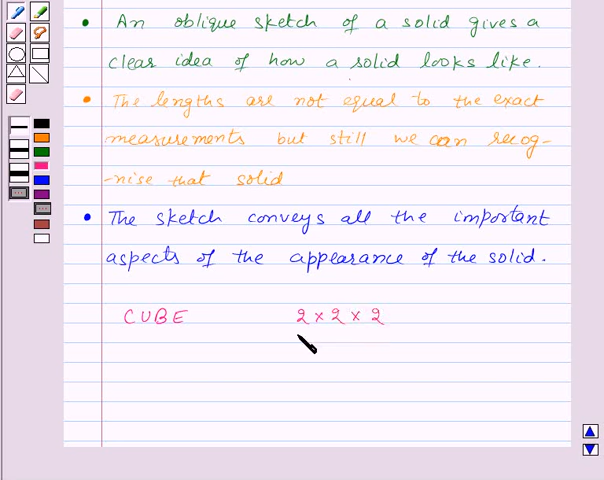 • An oblique sketch of a solid gives a
clear idea of how a solid looks like.
• The lengths are not equal to the exact
measurements but still we can recog-
-nise that solid
• The sketch conveys all the important
aspects of the appearance of the solid.
CUBE 2 × 2 × 2